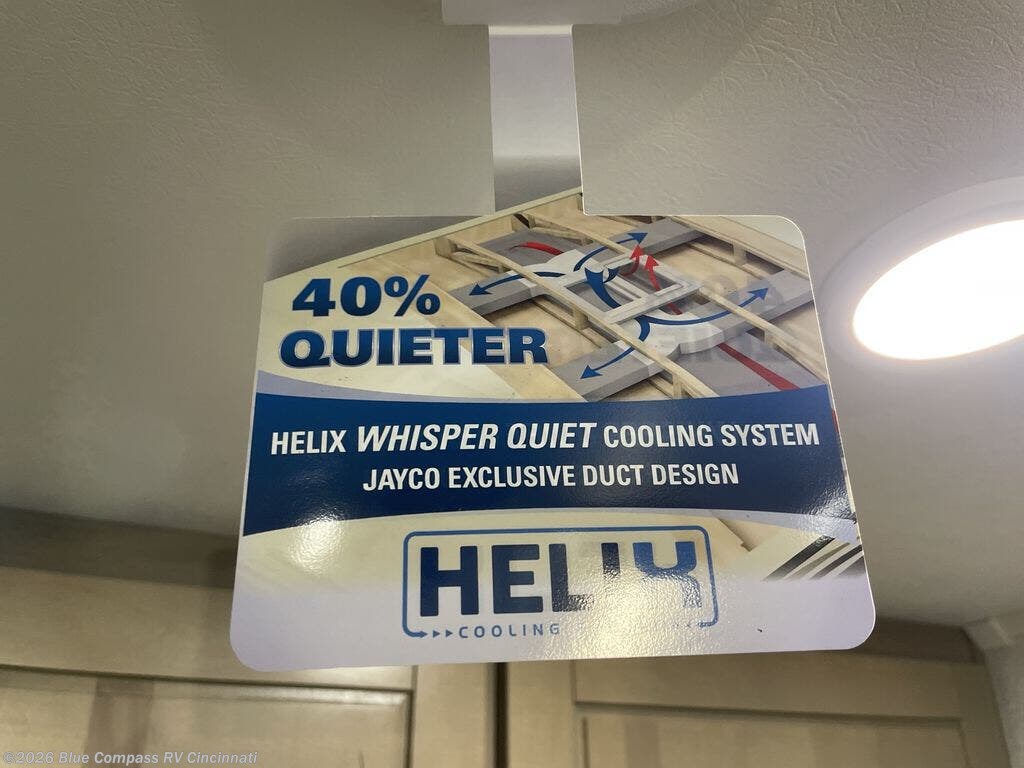 40%
QUIETER
HELIX WHISPER QUIET COOLING SYSTEM
JAYCO EXCLUSIVE DUCT DESIGN
HELIX
COOLING
©2026 Blue Compass RV Cincinnati